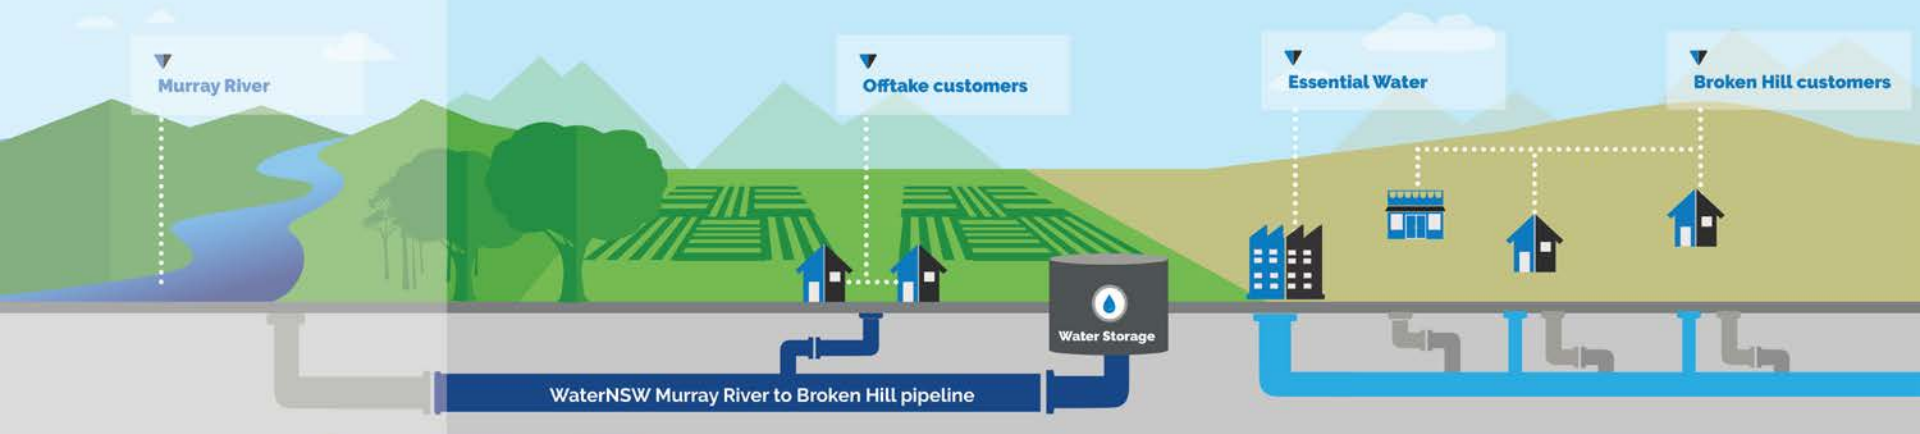 Murray River
Offtake customers
Essential Water
Broken Hill customers
Water Storage
WaterNSW Murray River to Broken Hill pipeline